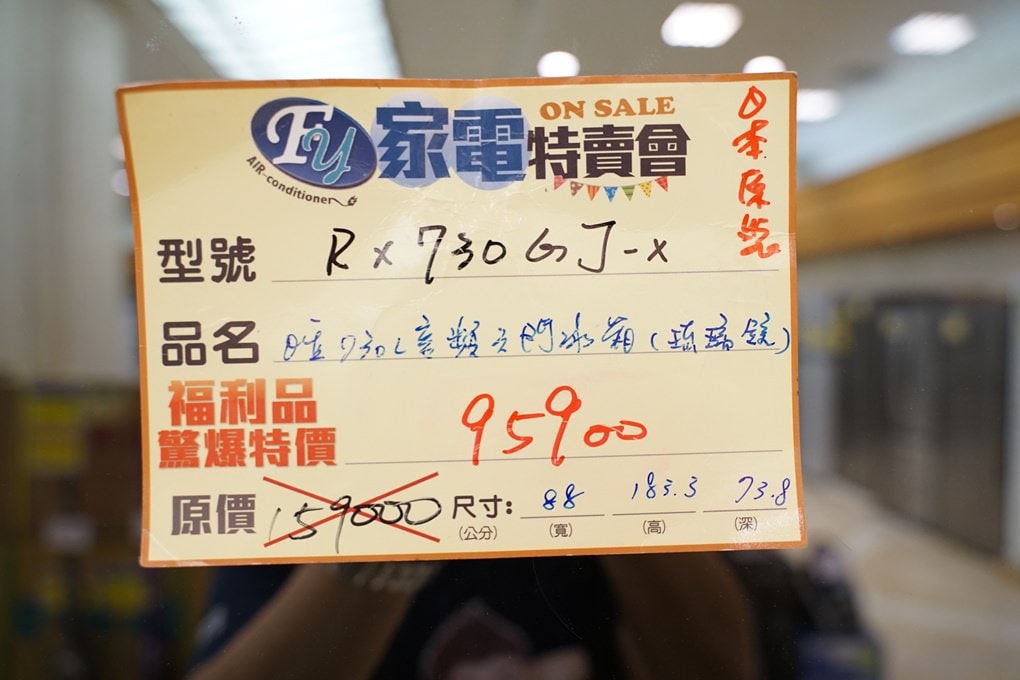 Fy
AIR-conditioner
家電特賣會
ON SALE
日本原裝
型號 Rx730GJ-x
品名 日立730L變頻六門冰箱(琉璃鏡)
福利品
驚爆特價 95900
原價 159000 尺寸: 88 183.3 73.8
(公分) (寬) (高) (深)